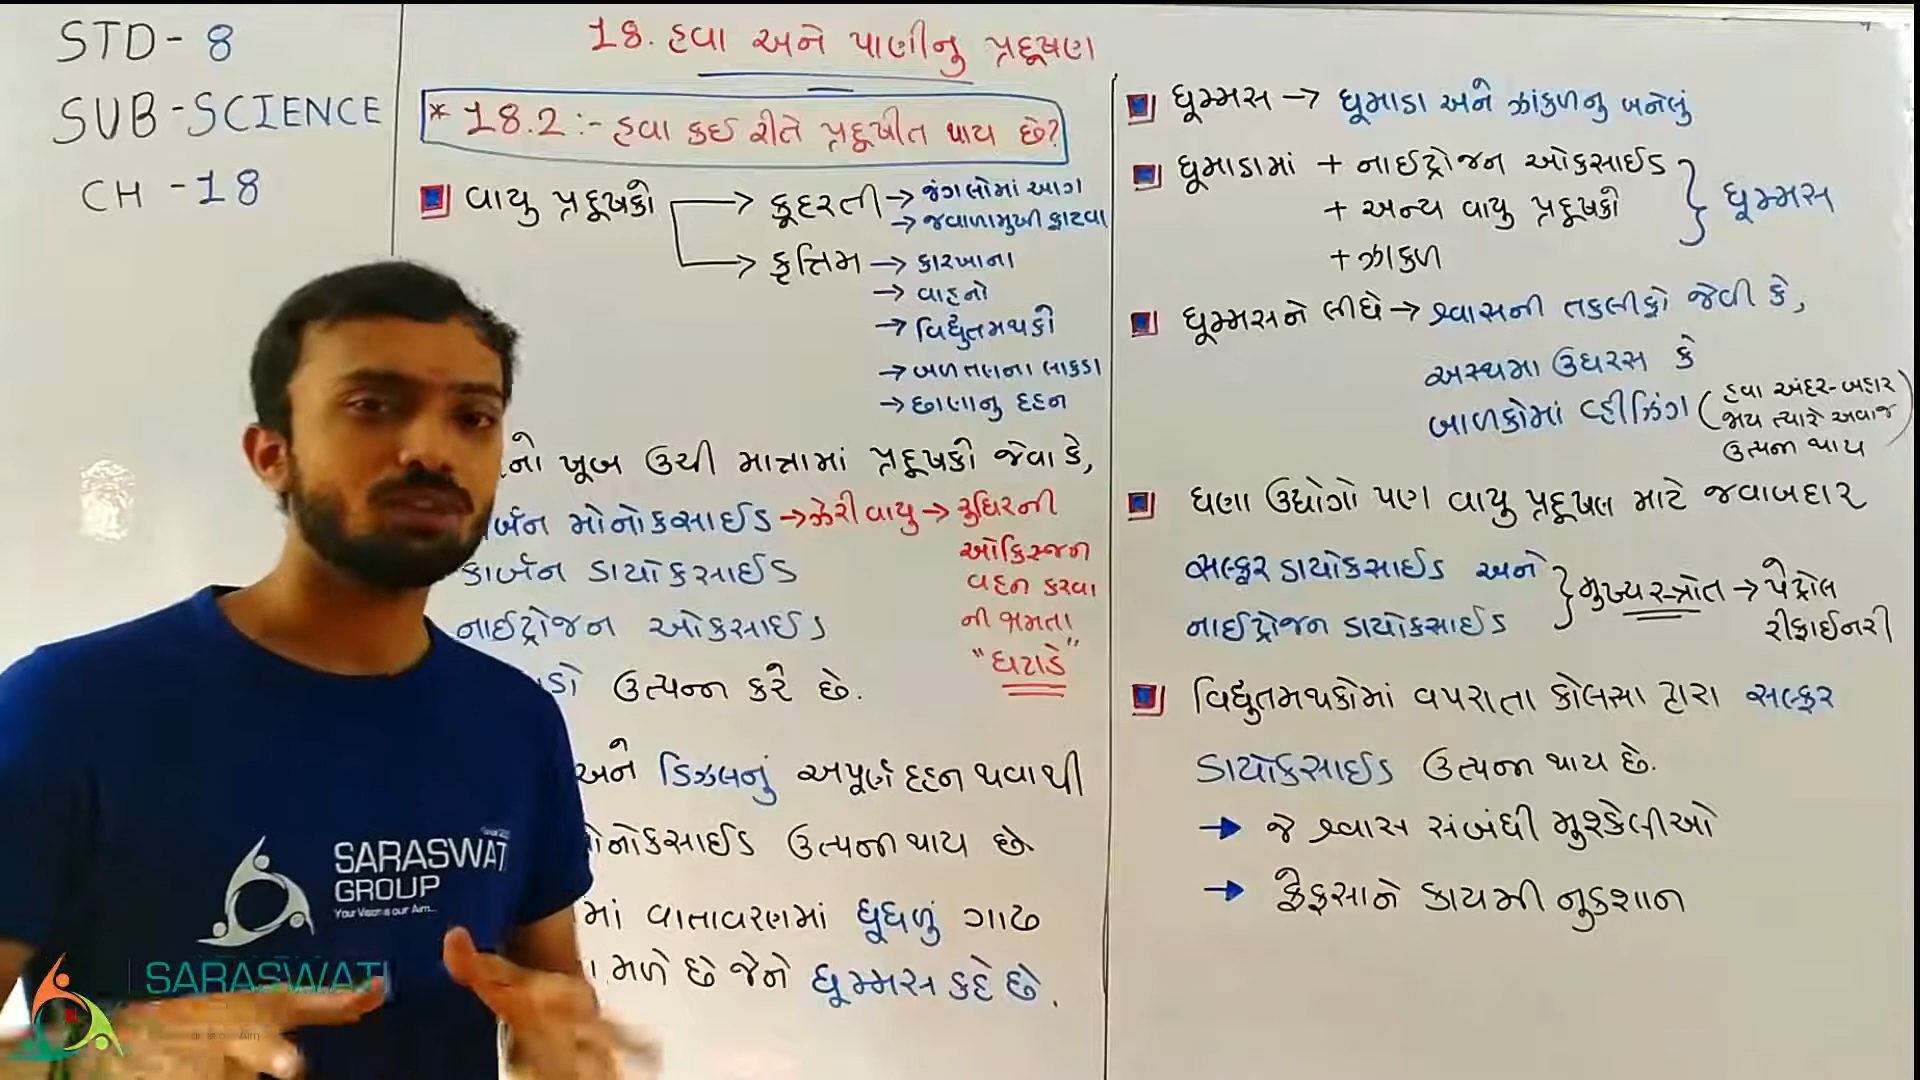 STD- 8
SUB-SCIENCE
CH -18
18. હવા અને પાણીનુ પ્રદૂષણ
* 18.2 :- હવા કઈ રીતે પ્રદૂષીત થાય છે?
વાયુ પ્રદૂષકો → કૂદરતી → જંગલોમાં આગ
→ જવાળામુખી ફાટવા
→ કૃત્તિમ → કારખાના
→ વાહનો
→ વિદ્યુતમથકો
→ બળતણના લાકડા
→ છાણાનુ દહન
નો ખૂબ ઉચી માત્રામાં પ્રદૂષકો જેવા કે,
ર્બન મોનોકસાઈડ → ઝેરી વાયુ → રુધિરની
ઓકિસ્જન
કાર્બન ડાયોકસાઈડ
વહન કરવા
ની ક્ષમતા
નાઈટ્રોજન ઓકસાઈડ
"ઘટાડે"
ડો ઉત્પન્ન કરે છે.
અને ડિઝલનું અપૂર્ણ દહન થવાથી
મોનોકસાઈડ ઉત્પન્ન થાય છે.
માં વાતાવરણમાં ધૂધળું ગાઢ
મળે છે જેને ધૂમ્મસ કહે છે.
ધૂમ્મસ → ધૂમાડા અને ઝાંકળનુ બનેલું
ધૂમાડામાં + નાઈટ્રોજન ઓકસાઈડ
+ અન્ય વાયુ પ્રદૂષકો } ધૂમ્મસ
+ ઝાકળ
ધૂમ્મસને લીધે → શ્વાસની તકલીફો જેવી કે,
અસ્થમા ઉધરસ કે
બાળકોમાં વ્હીઝિંગ (હવા અંદર-બહાર
જાય ત્યારે અવાજ
ઉત્પન્ન થાય)
ઘણા ઉદ્યોગો પણ વાયુ પ્રદૂષણ માટે જવાબદાર
સલ્ફર ડાયોકસાઈડ અને
નાઈટ્રોજન ડાયોકસાઈડ } મુખ્ય સ્ત્રોત → પેટ્રોલ
રીફાઈનરી
વિદ્યુતમથકોમાં વપરાતા કોલસા દ્વારા સલ્ફર
ડાયોકસાઈડ ઉત્પન્ન થાય છે.
→ જે શ્વાસ સંબંધી મુશ્કેલીઓ
→ ફેફસાને કાયમી નુકશાન
SARASWATI
GROUP
Your Vision is our Aim...
SARASWATI